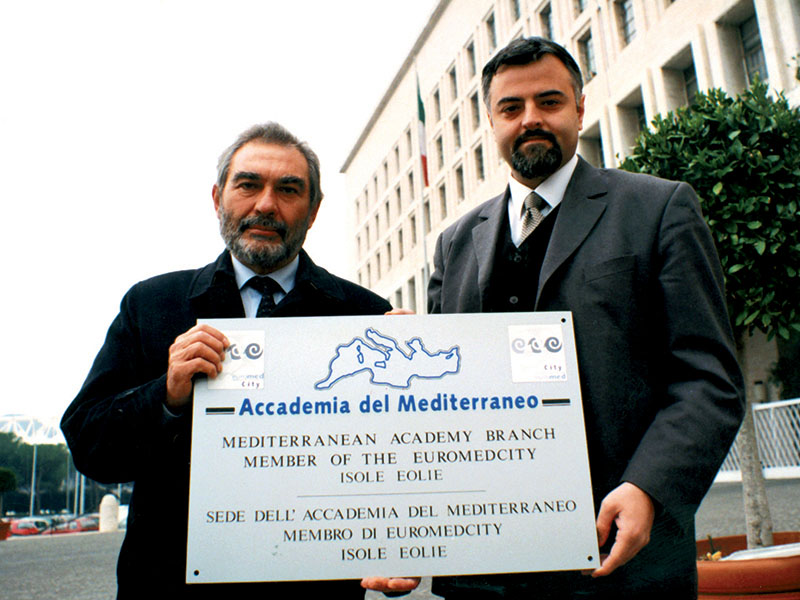 City
City
Accademia del Mediterraneo
MEDITERRANEAN ACADEMY BRANCH
MEMBER OF THE EUROMEDCITY
ISOLE EOLIE
SEDE DELL' ACCADEMIA DEL MEDITERRANEO
MEMBRO DI EUROMEDCITY
ISOLE EOLIE